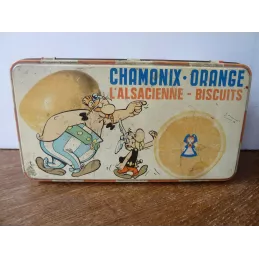 CHAMONIX - ORANGE
L'ALSACIENNE - BISCUITS